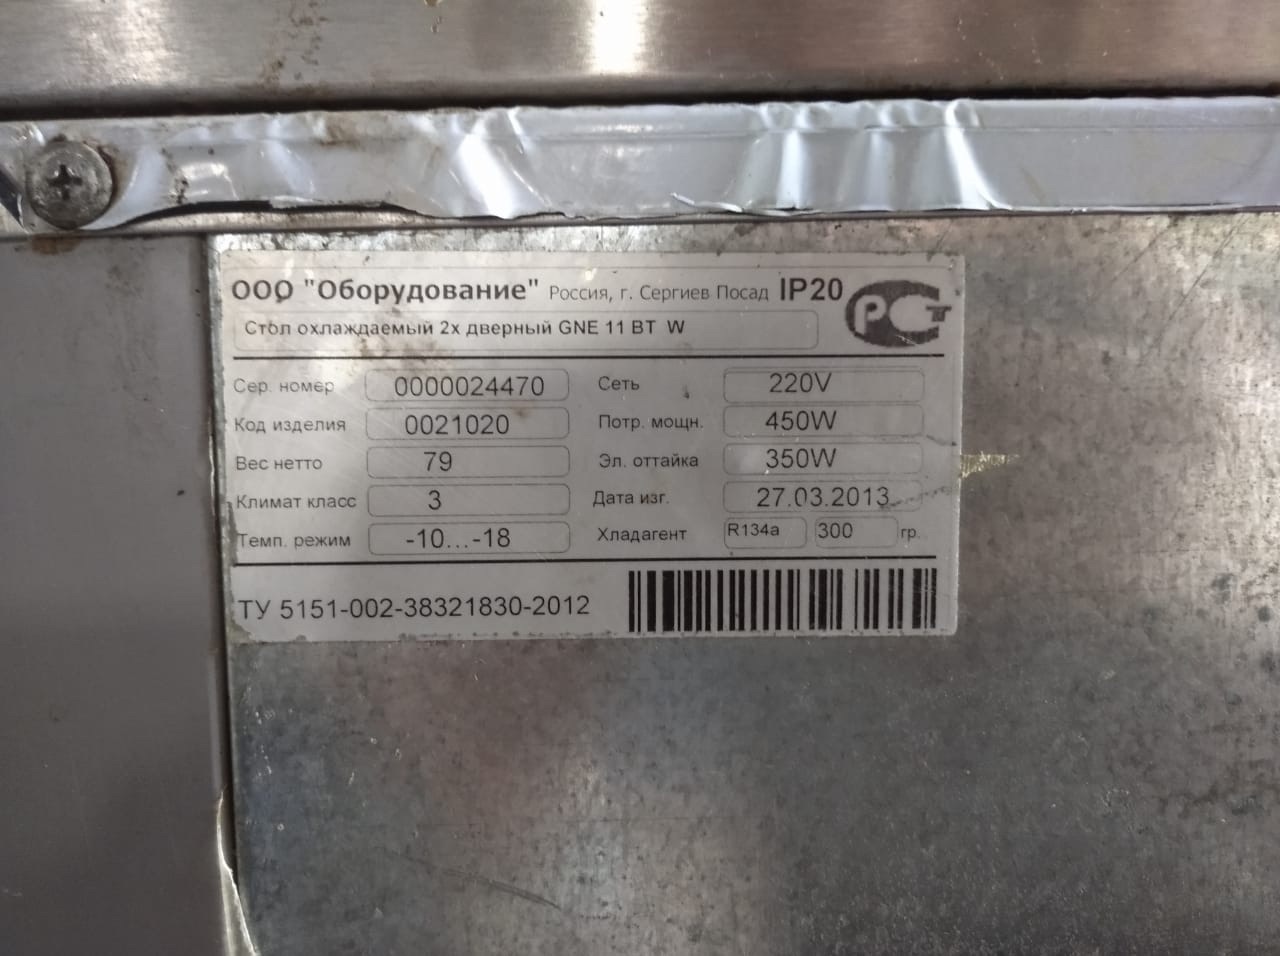 ООО "Оборудование" Россия, г. Сергиев Посад IP20 РСТ
Стол охлаждаемый 2х дверный GNE 11 BT W
Сер. номер 0000024470 Сеть 220V
Код изделия 0021020 Потр. мощн. 450W
Вес нетто 79 Эл. оттайка 350W
Климат класс 3 Дата изг. 27.03.2013
Темп. режим -10...-18 Хладагент R134a 300 гр.
ТУ 5151-002-38321830-2012